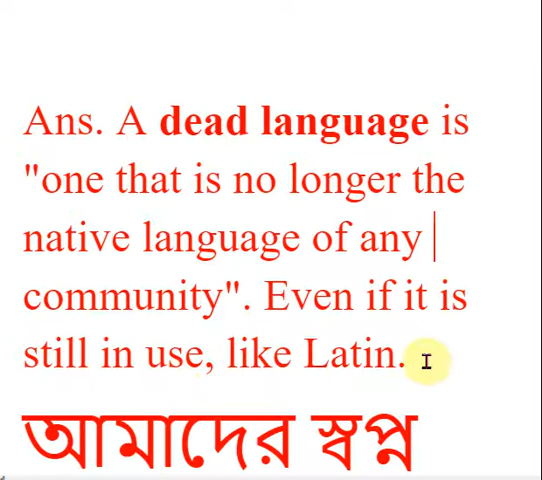 Ans. A dead language is
"one that is no longer the
native language of any
community". Even if it is
still in use, like Latin.
আমাদের স্বপ্ন